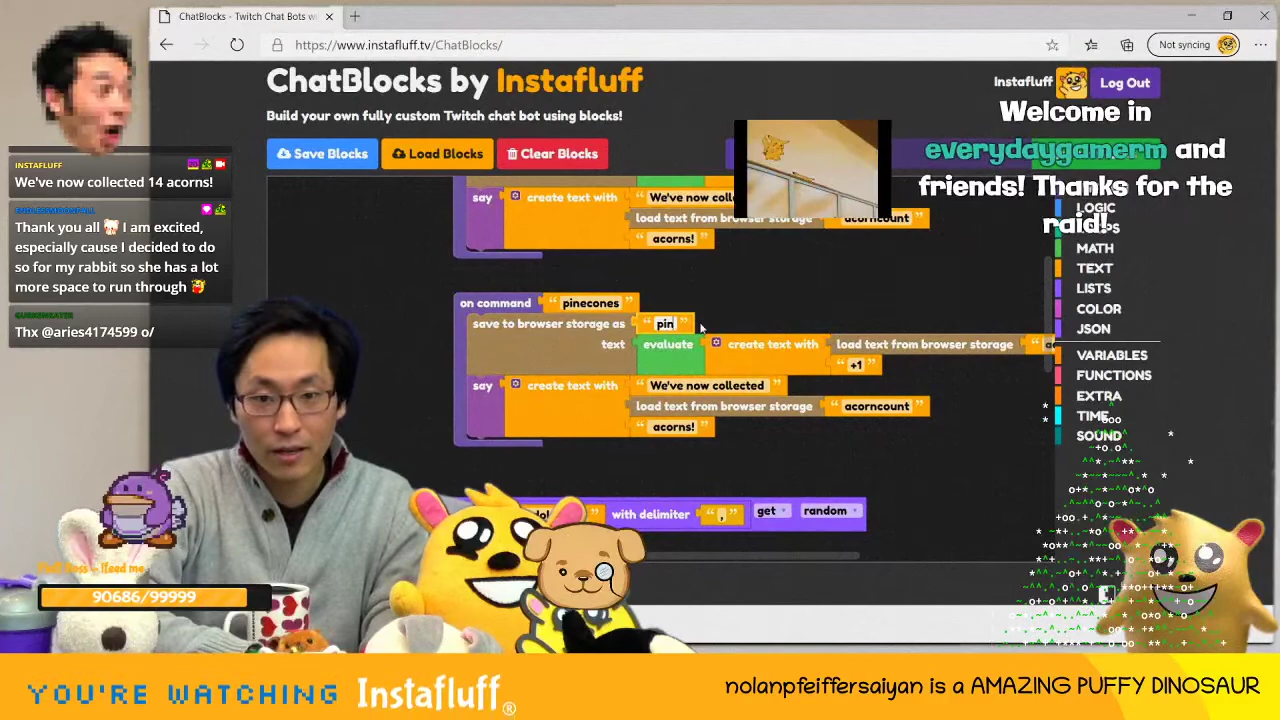 ChatBlocks - Twitch Chat Bots w
https://www.instafluff.tv/ChatBlocks/
Not syncing
ChatBlocks by Instafluff
Build your own fully custom Twitch chat bot using blocks!
Instafluff
Log Out
Save Blocks
Load Blocks
Clear Blocks
Welcome in
everydaygamerm and
friends! Thanks for the
raid!
INSTAFLUFF
We've now collected 14 acorns!
Thank you all I am excited,
especially cause I decided to do
so for my rabbit so she has a lot
more space to run through
Thx @aries4174599 o/
say create text with “ We've now colle
load text from browser storage acorncount ”
“ acorns! ”
on command “ pinecones ”
save to browser storage as “ pin ”
text evaluate create text with load text from browser storage “
“ +1 ”
say create text with “ We've now collected ”
load text from browser storage “ acorncount ”
“ acorns! ”
” with delimiter “ , ” get random
LOGIC
MATH
TEXT
LISTS
COLOR
JSON
VARIABLES
FUNCTIONS
EXTRA
TIME
SOUND
90686/99999
YOU'RE WATCHING Instafluff®
nolanpfeiffersaiyan is a AMAZING PUFFY DINOSAUR